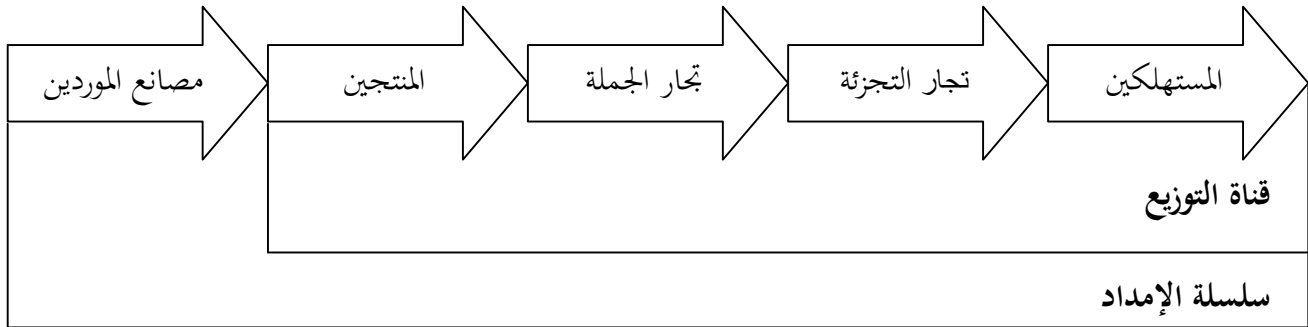 مصانع الموردين
المنتجين
تجار الجملة
تجار التجزئة
المستهلكين
قناة التوزيع
سلسلة الإمداد